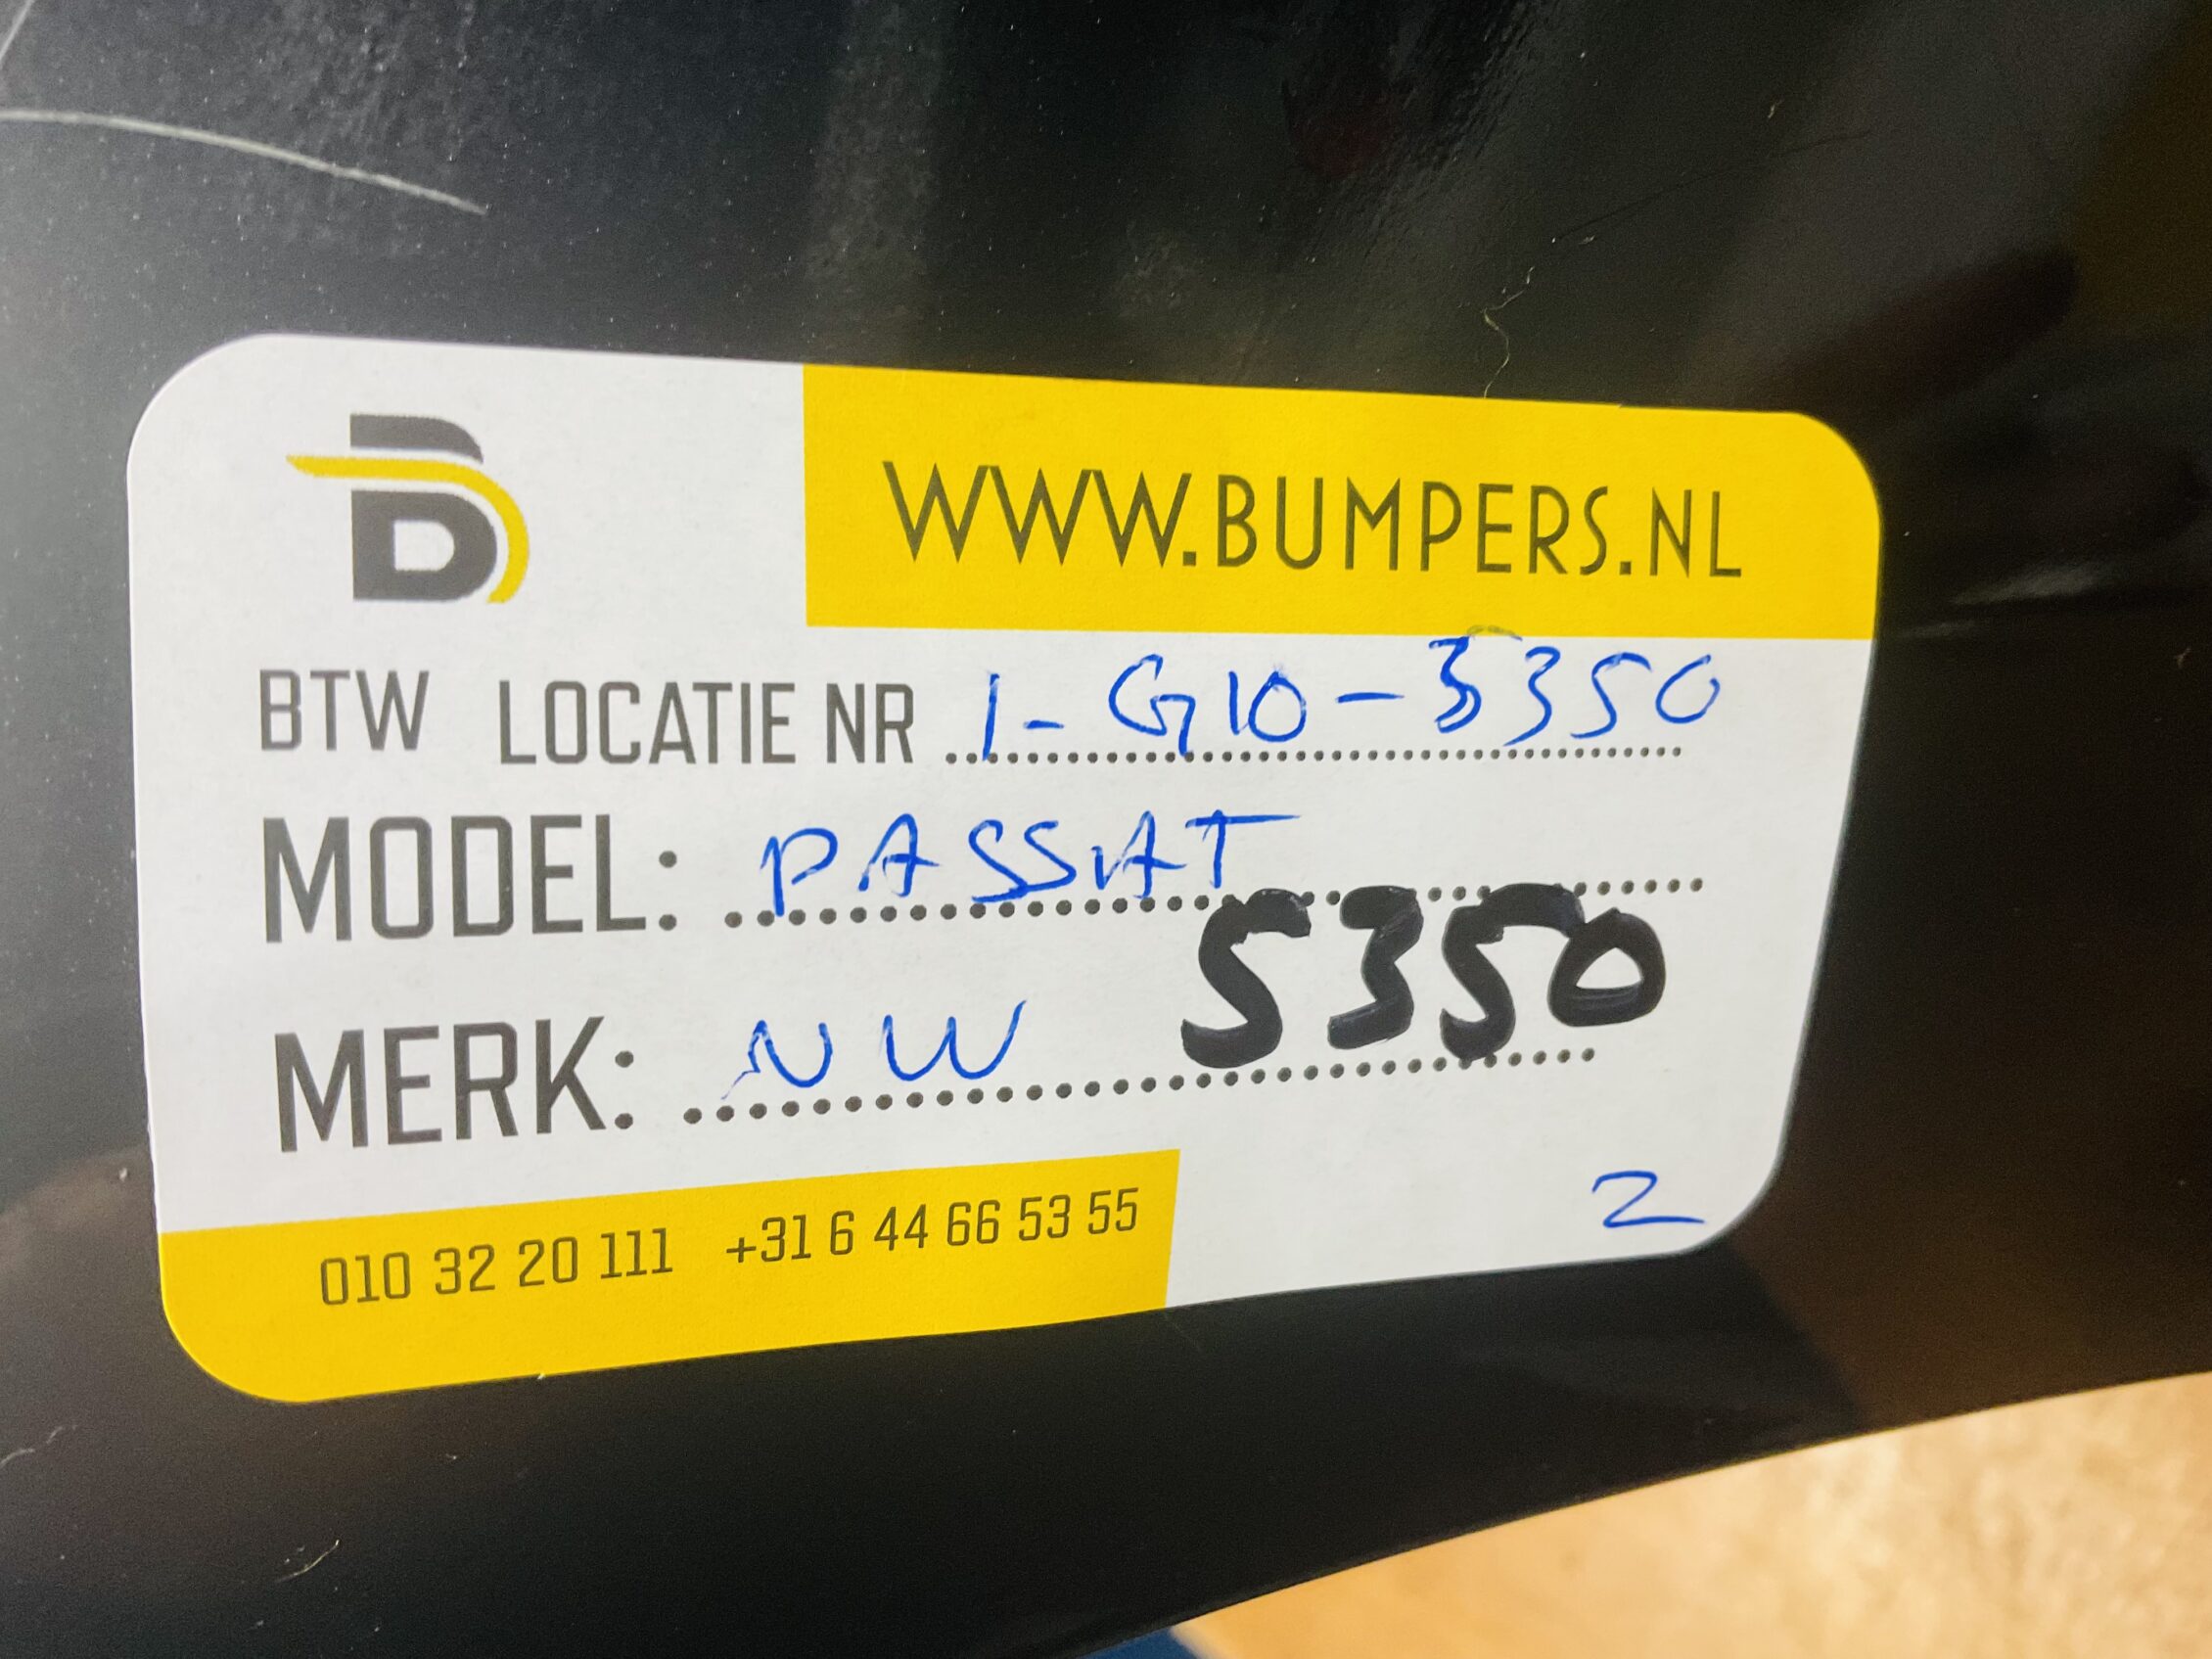 B
WWW.BUMPERS.NL
BTW LOCATIE NR 1-G10-5350
MODEL: PASSAT
5350
MERK: NW
2
010 32 20 111 +31 6 44 66 53 55